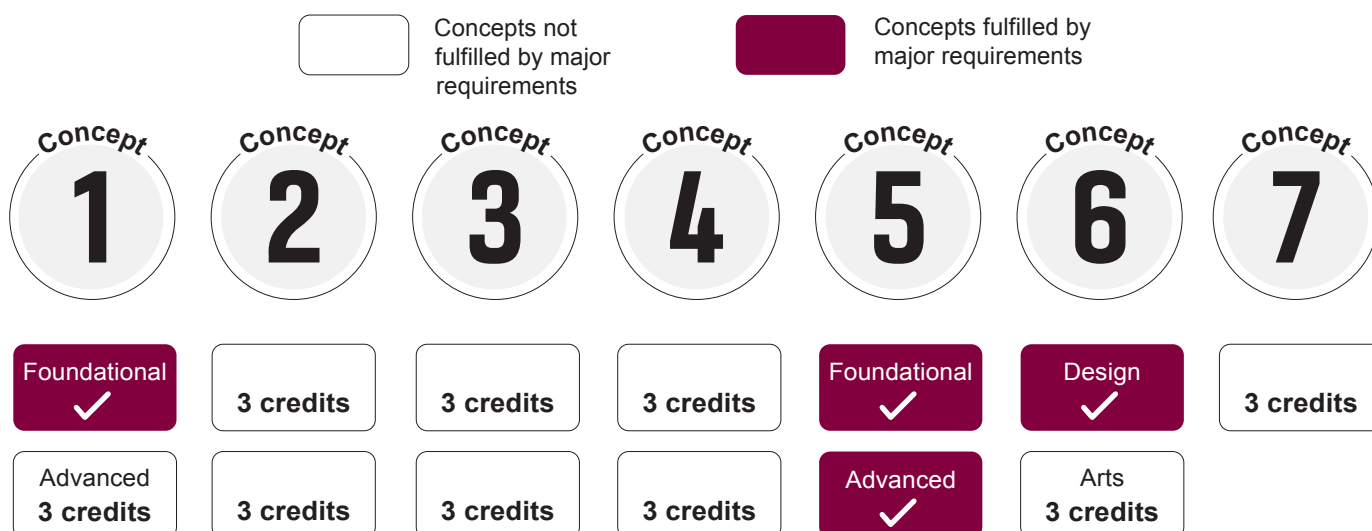 Concepts not
fulfilled by major
requirements
Concepts fulfilled by
major requirements
Concept
1
Concept
2
Concept
3
Concept
4
Concept
5
Concept
6
Concept
7
Foundational
3 credits
3 credits
3 credits
Foundational
Design
3 credits
Advanced
3 credits
3 credits
3 credits
3 credits
Advanced
Arts
3 credits